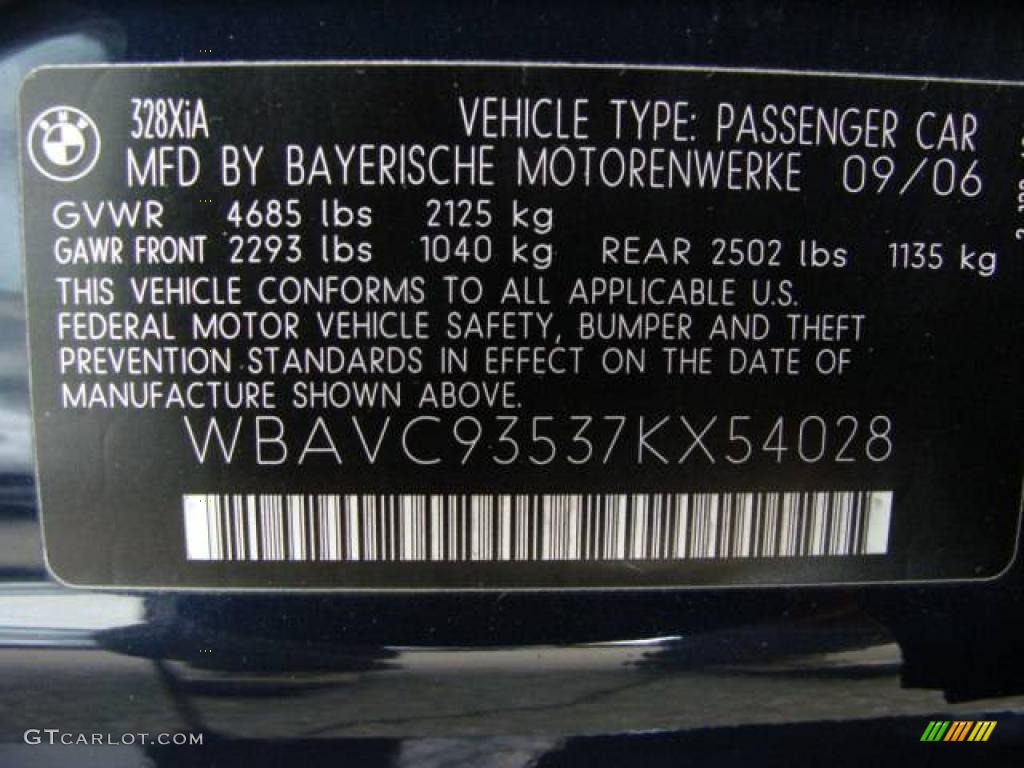 BMW
328XiA VEHICLE TYPE: PASSENGER CAR
MFD BY BAYERISCHE MOTORENWERKE 09/06
GVWR 4685 lbs 2125 kg
GAWR FRONT 2293 lbs 1040 kg REAR 2502 lbs 1135 kg
THIS VEHICLE CONFORMS TO ALL APPLICABLE U.S.
FEDERAL MOTOR VEHICLE SAFETY, BUMPER AND THEFT
PREVENTION STANDARDS IN EFFECT ON THE DATE OF
MANUFACTURE SHOWN ABOVE.
WBAVC93537KX54028
GTCARLOT.COM